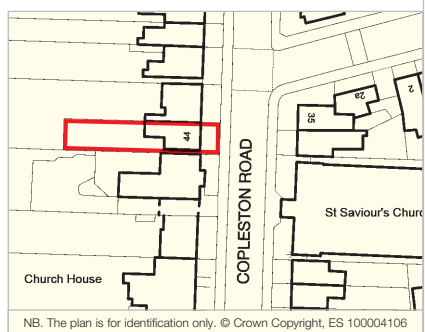 2a
2
35
44
COPLESTON ROAD
St Saviour's Churc
Church House
NB. The plan is for identification only. © Crown Copyright, ES 100004106